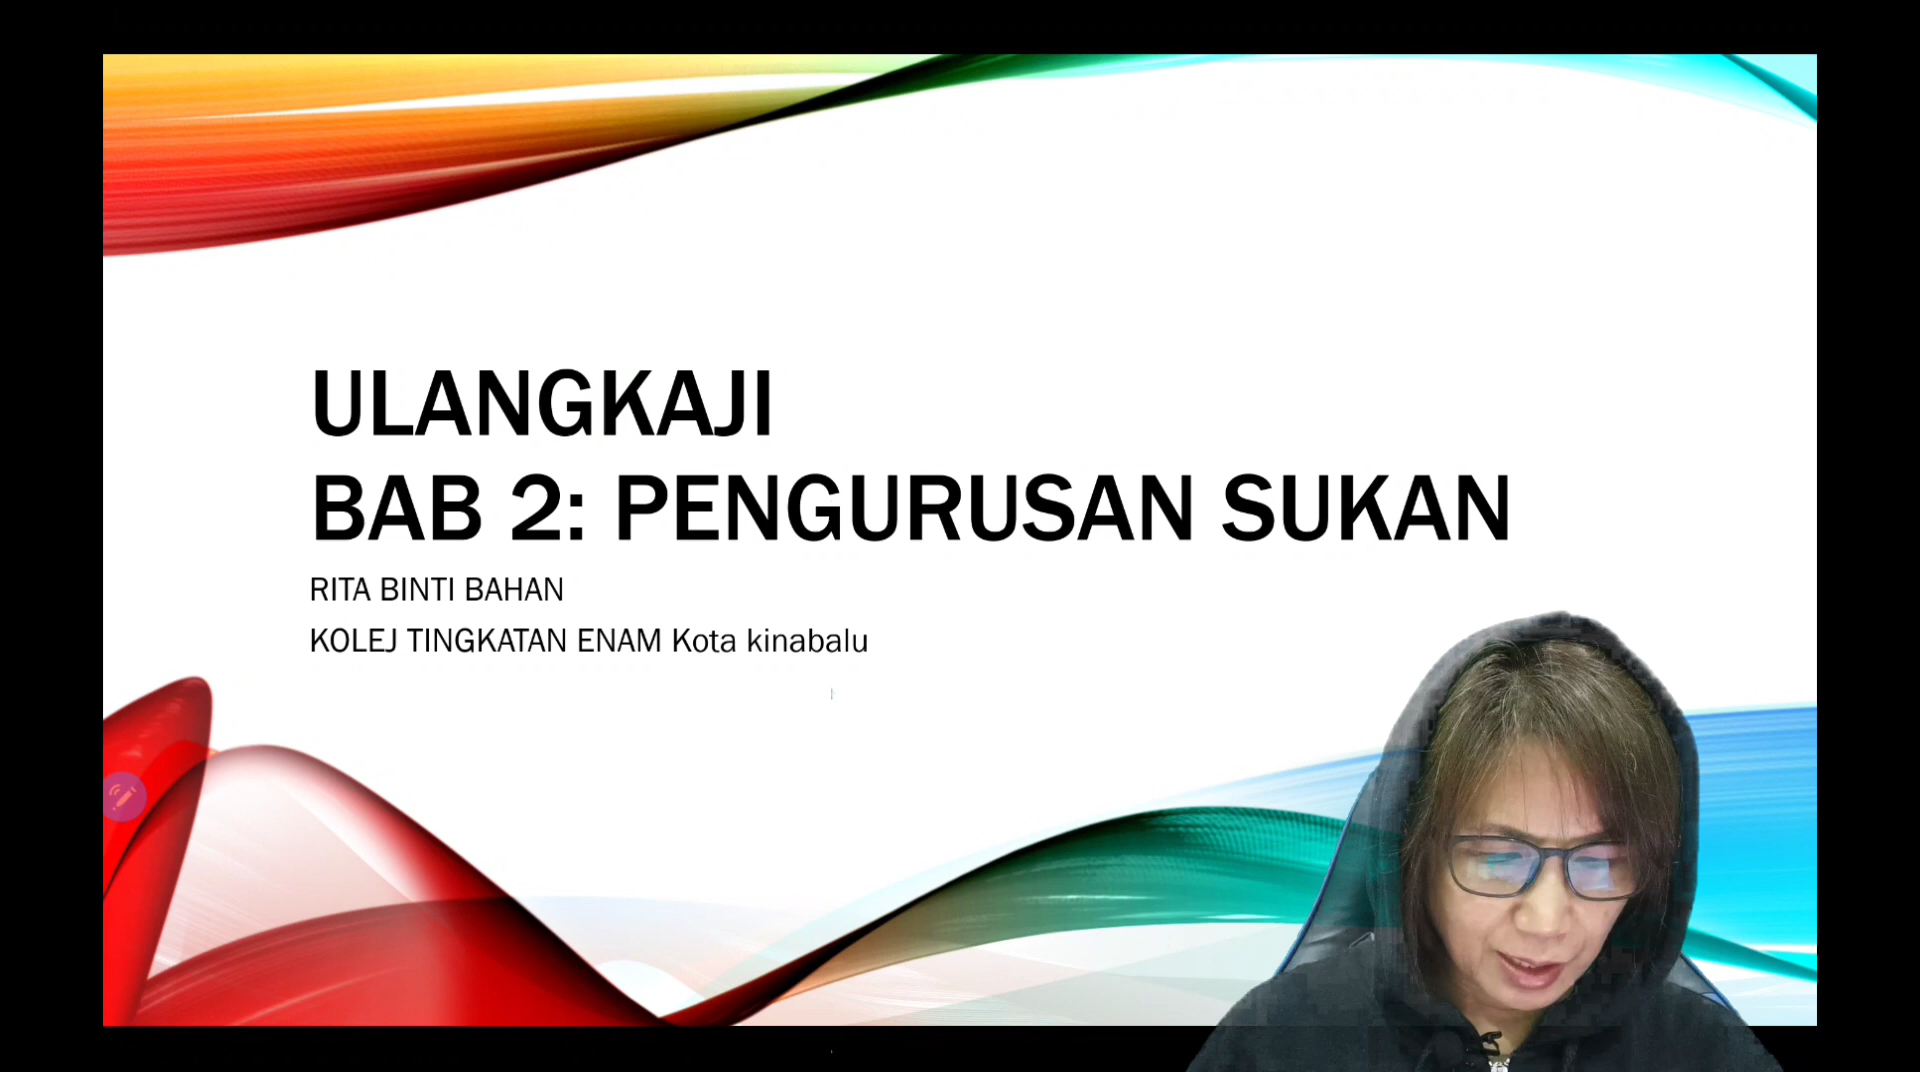 ULANGKAJI
BAB 2: PENGURUSAN SUKAN
RITA BINTI BAHAN
KOLEJ TINGKATAN ENAM Kota kinabalu